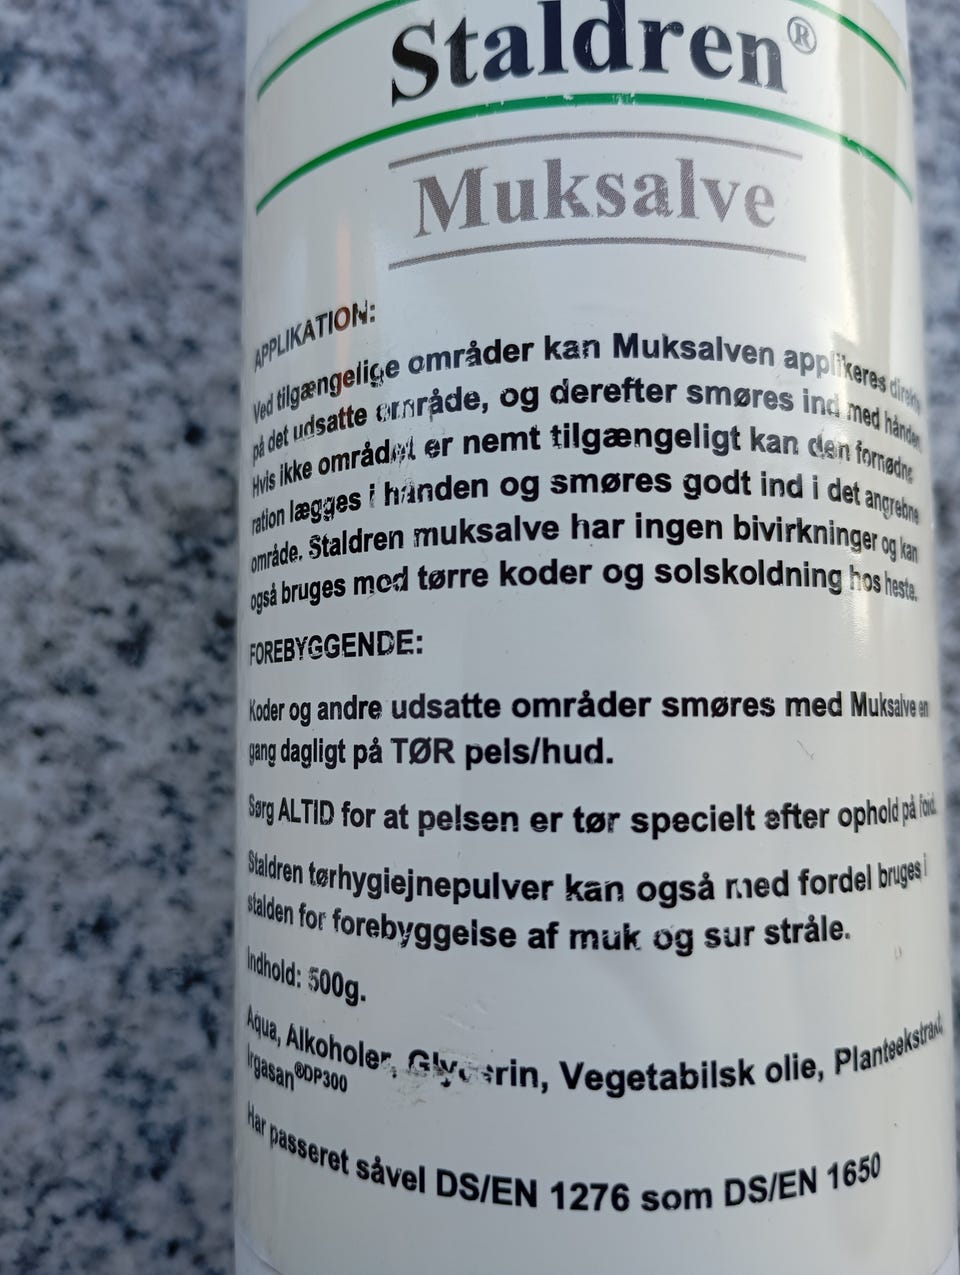 Staldren®
Muksalve
APPLIKATION:
Ved tilgængelige områder kan Muksalven applikeres direkte
på det udsatte område, og derefter smøres ind med hånden.
Hvis ikke området er nemt tilgængeligt kan den fornødne
ration lægges i hånden og smøres godt ind i det angrebne
område. Staldren muksalve har ingen bivirkninger og kan
også bruges med tørre koder og solskoldning hos heste.
FOREBYGGENDE:
Koder og andre udsatte områder smøres med Muksalve en
gang dagligt på TØR pels/hud.
Sørg ALTID for at pelsen er tør specielt efter ophold på fold.
Staldren tørhygiejnepulver kan også med fordel bruges i
stalden for forebyggelse af muk og sur stråle.
Indhold: 500g.
Aqua, Alkoholer, Glycerin, Vegetabilsk olie, Planteekstrakt,
Irgasan®DP300
Har passeret såvel DS/EN 1276 som DS/EN 1650